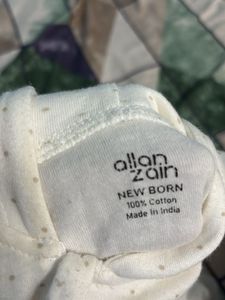 allan
zain
NEW BORN
100% Cotton
Made In India